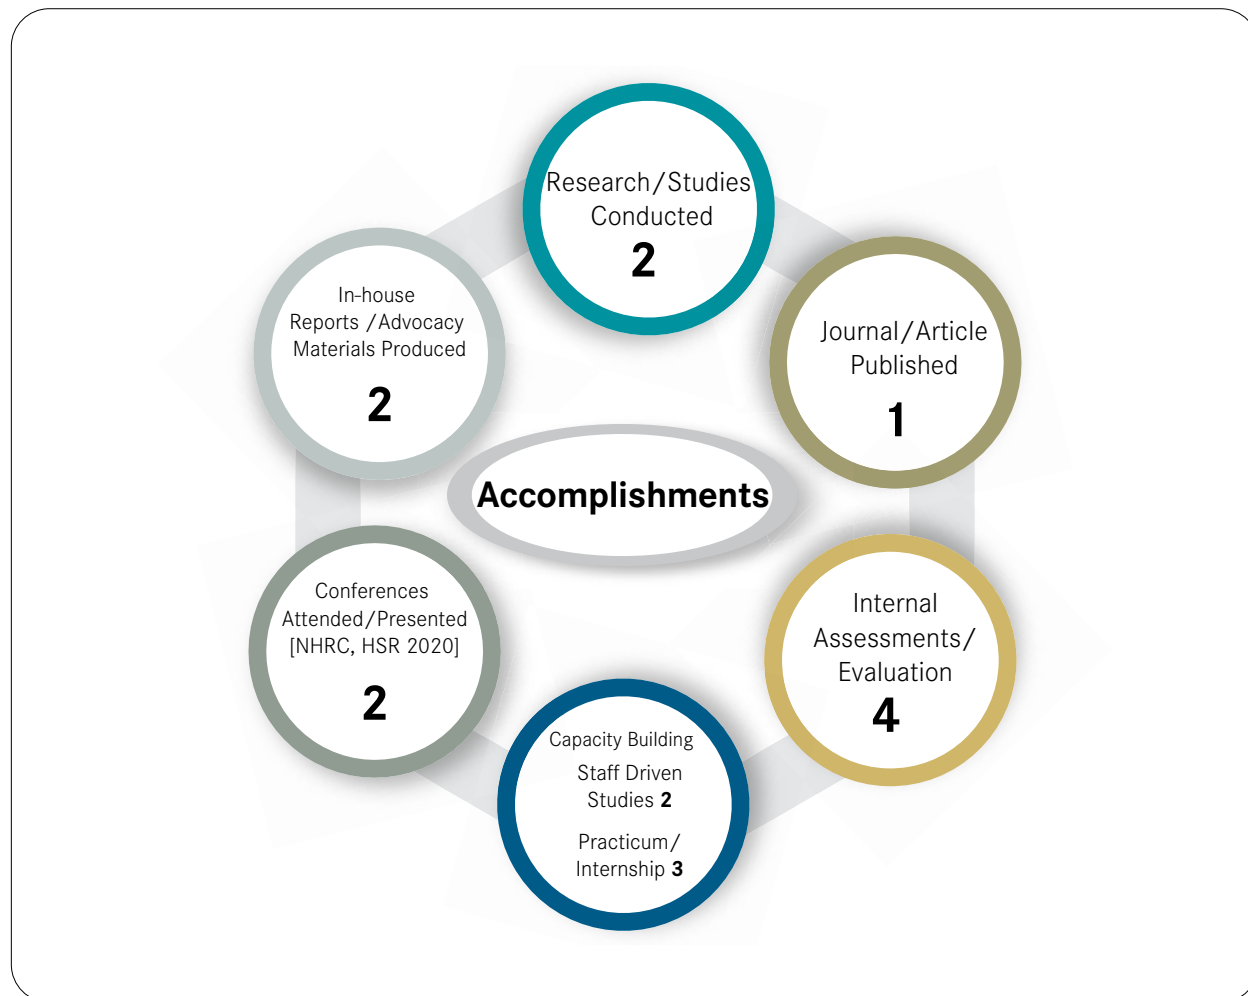 Research/Studies
Conducted
2
Journal/Article
Published
1
Internal
Assessments/
Evaluation
4
Capacity Building
Staff Driven
Studies 2
Practicum/
Internship 3
Conferences
Attended/Presented
[NHRC, HSR 2020]
2
In-house
Reports /Advocacy
Materials Produced
2
Accomplishments